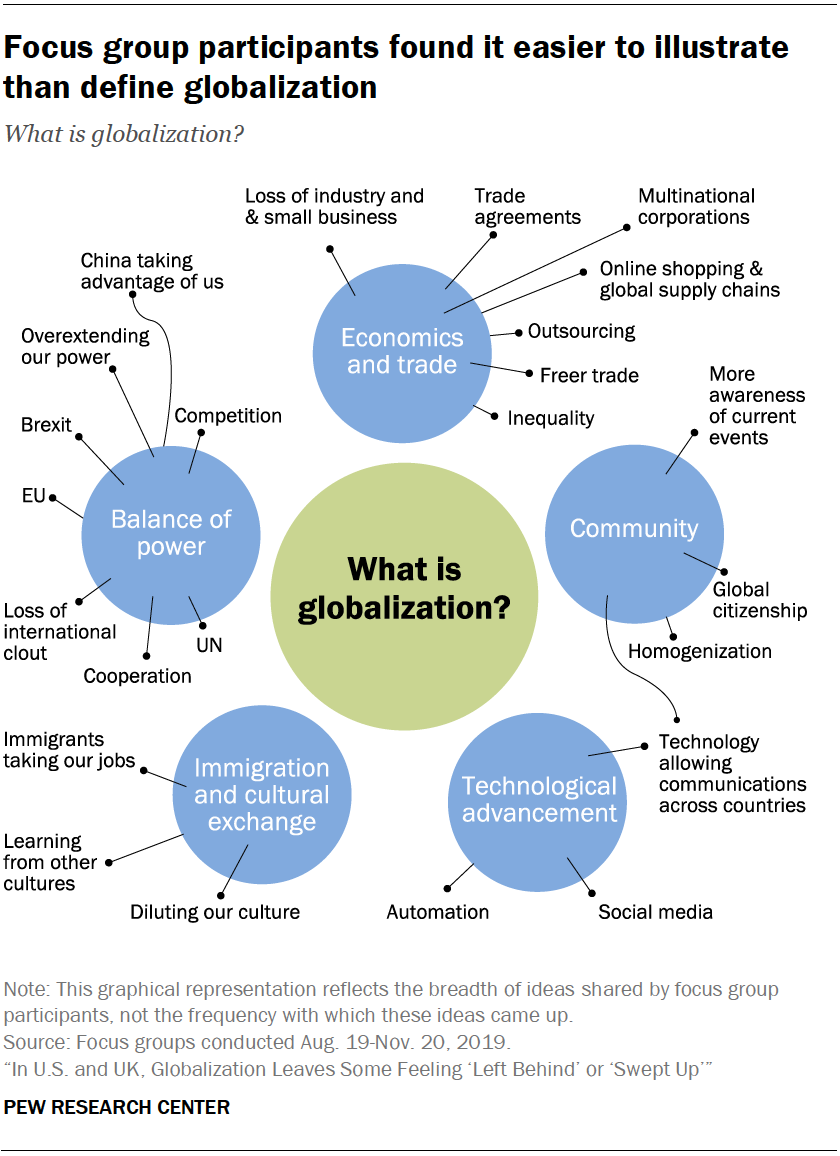 Focus group participants found it easier to illustrate
than define globalization
What is globalization?
Loss of industry and
& small business
Trade
agreements
Multinational
corporations
Online shopping &
global supply chains
Outsourcing
Freer trade
Inequality
Economics
and trade
China taking
advantage of us
Overextending
our power
Brexit
Competition
EU
Balance of
power
Loss of
international
clout
Cooperation
UN
More
awareness
of current
events
Community
Global
citizenship
Homogenization
What is
globalization?
Immigrants
taking our jobs
Immigration
and cultural
exchange
Learning
from other
cultures
Diluting our culture
Technological
advancement
Technology
allowing
communications
across countries
Automation
Social media
Note: This graphical representation reflects the breadth of ideas shared by focus group
participants, not the frequency with which these ideas came up.
Source: Focus groups conducted Aug. 19-Nov. 20, 2019.
“In U.S. and UK, Globalization Leaves Some Feeling ‘Left Behind’ or ‘Swept Up’”
PEW RESEARCH CENTER